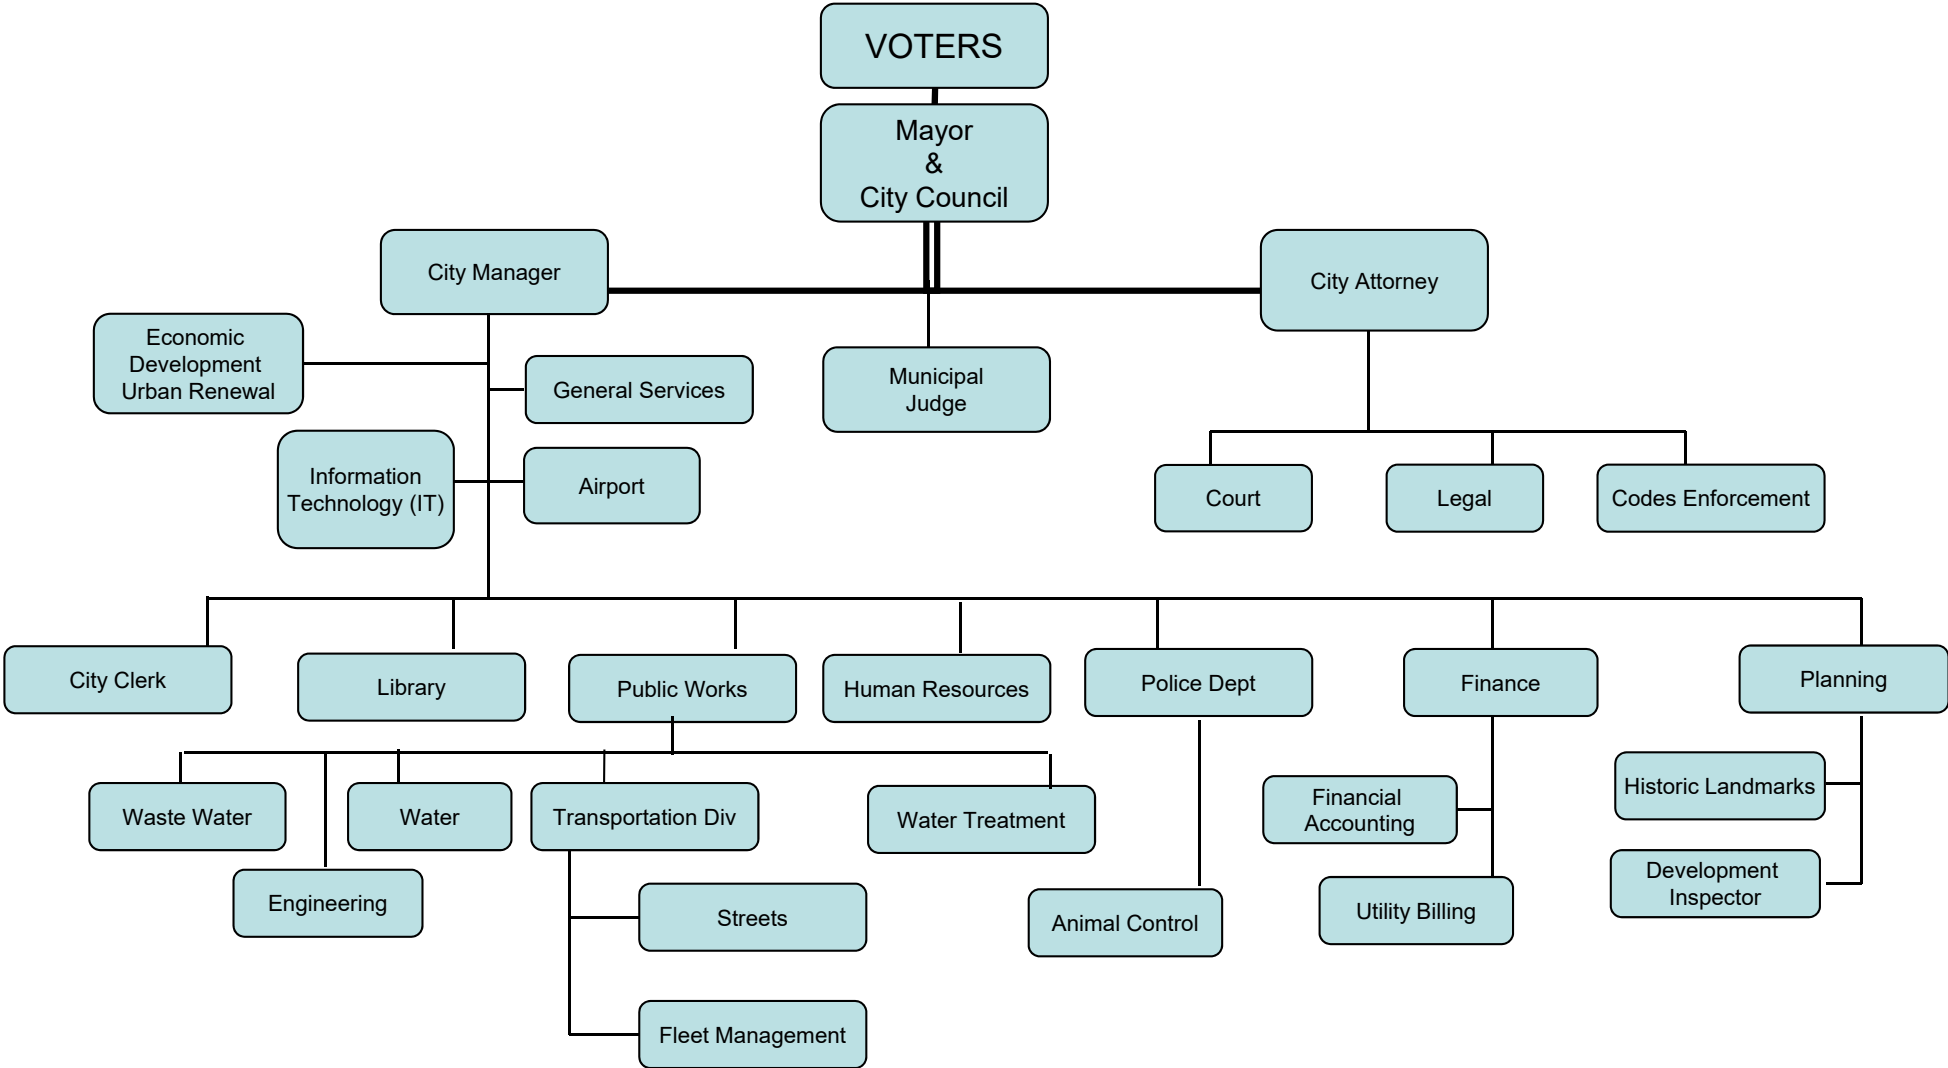 VOTERS
Mayor
&
City Council
City Manager
City Attorney
Economic
Development
Urban Renewal
General Services
Municipal
Judge
Information
Technology (IT)
Airport
Court
Legal
Codes Enforcement
City Clerk
Library
Public Works
Human Resources
Police Dept
Finance
Planning
Waste Water
Water
Transportation Div
Water Treatment
Financial
Accounting
Historic Landmarks
Engineering
Streets
Animal Control
Utility Billing
Development
Inspector
Fleet Management